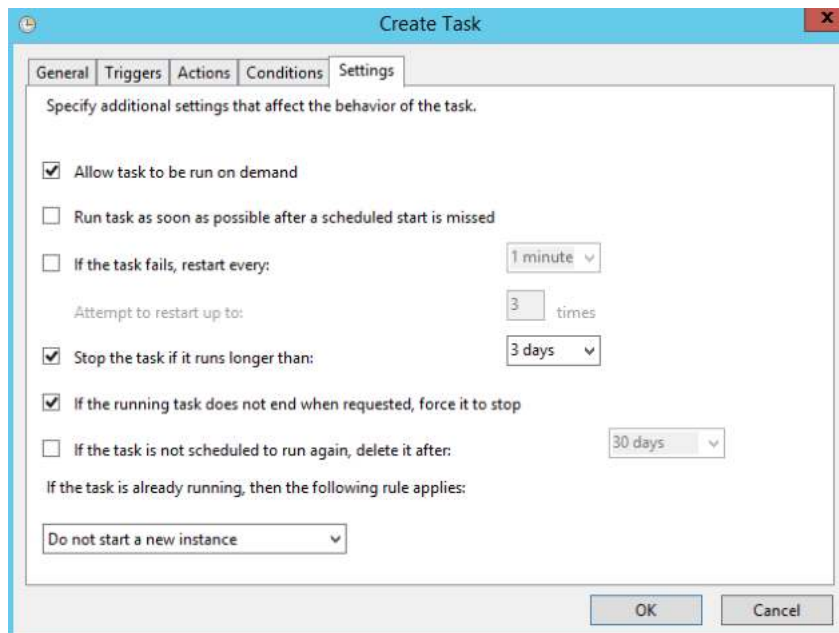 Create Task
x
General Triggers Actions Conditions Settings
Specify additional settings that affect the behavior of the task.
Allow task to be run on demand
Run task as soon as possible after a scheduled start is missed
If the task fails, restart every: 1 minute
Attempt to restart up to: 3 times
Stop the task if it runs longer than: 3 days
If the running task does not end when requested, force it to stop
If the task is not scheduled to run again, delete it after: 30 days
If the task is already running, then the following rule applies:
Do not start a new instance
OK Cancel